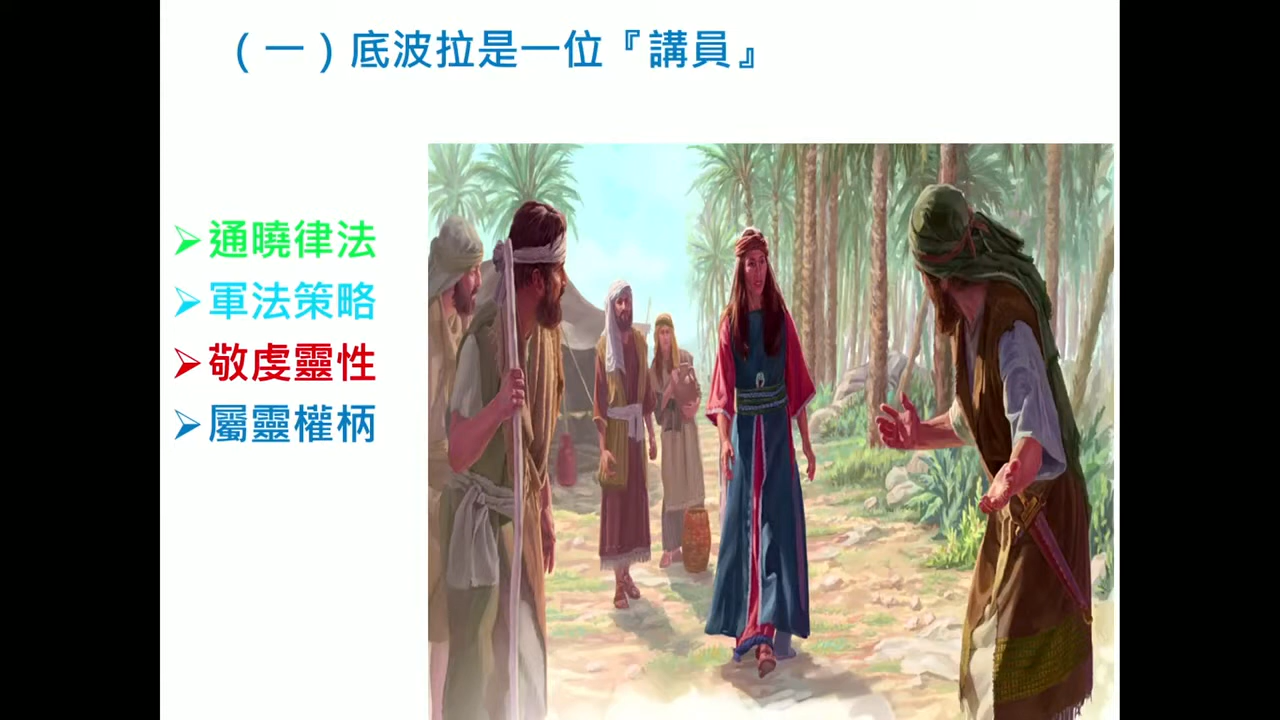 （一）底波拉是一位『講員』
➢通曉律法
➢軍法策略
➢敬虔靈性
➢屬靈權柄